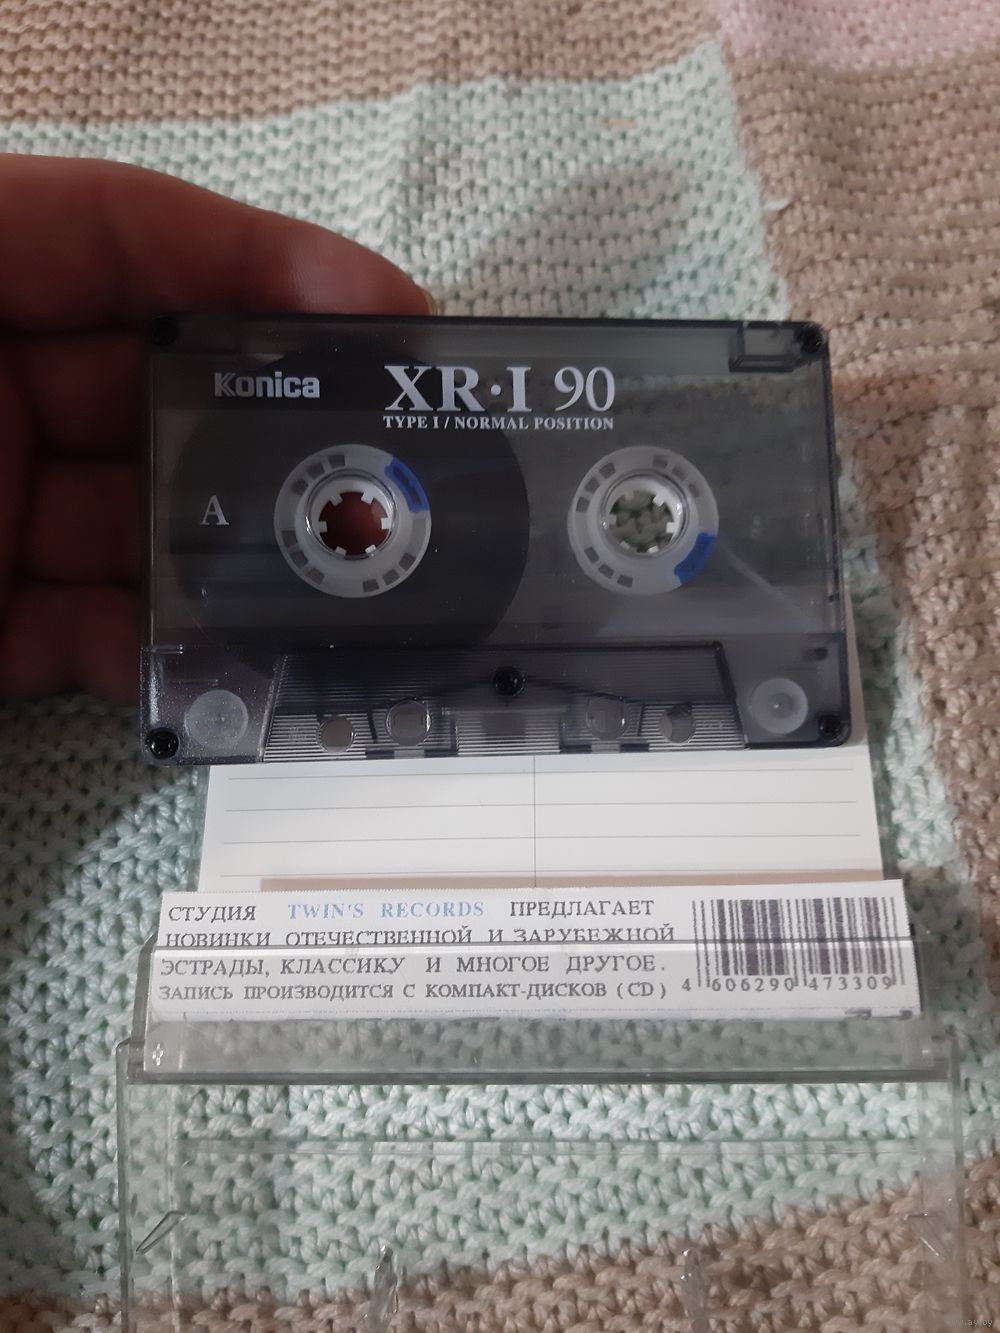 Konica
XR·I 90
TYPE I / NORMAL POSITION
A
СТУДИЯ TWIN'S RECORDS ПРЕДЛАГАЕТ
НОВИНКИ ОТЕЧЕСТВЕННОЙ И ЗАРУБЕЖНОЙ
ЭСТРАДЫ, КЛАССИКУ И МНОГОЕ ДРУГОЕ.
ЗАПИСЬ ПРОИЗВОДИТСЯ С КОМПАКТ-ДИСКОВ (CD)
4 606290 473309